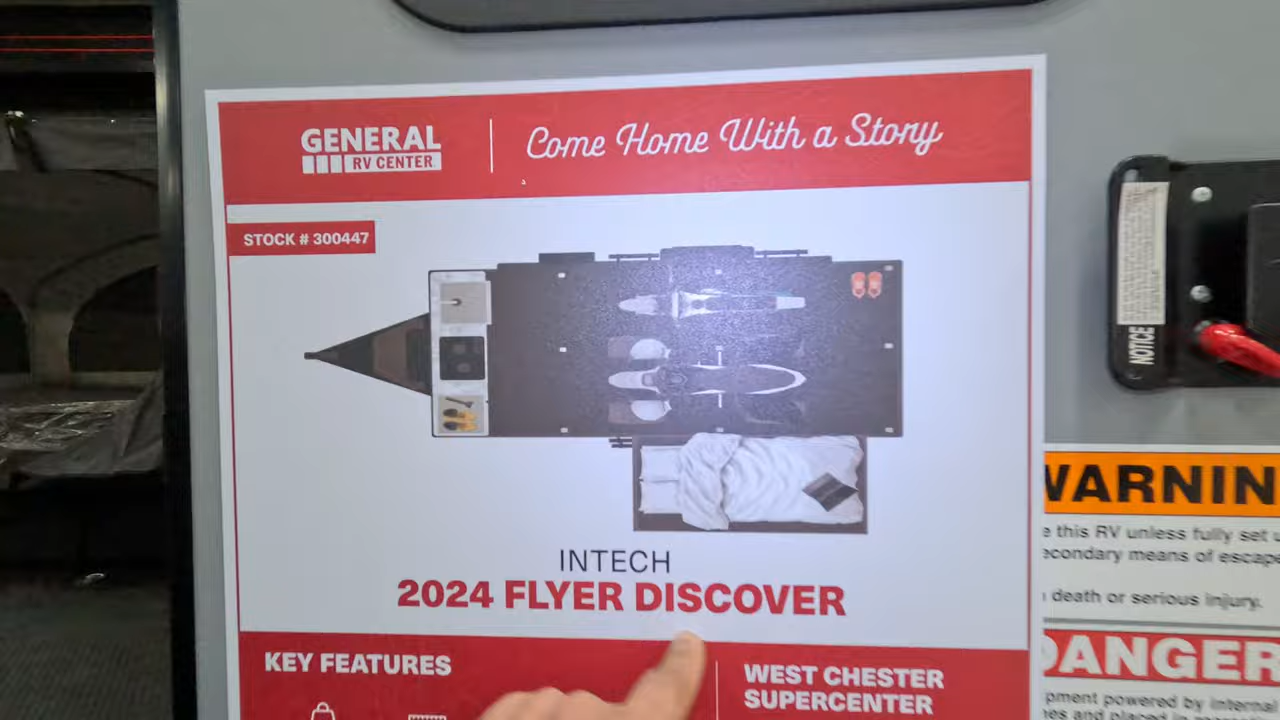 GENERAL
RV CENTER
Come Home With a Story
STOCK # 300447
INTECH
2024 FLYER DISCOVER
KEY FEATURES
WEST CHESTER
SUPERCENTER
NOTICE
WARNIN
e this RV unless fully set u
econdary means of escape
death or serious injury.
DANGER
pment powered by internal